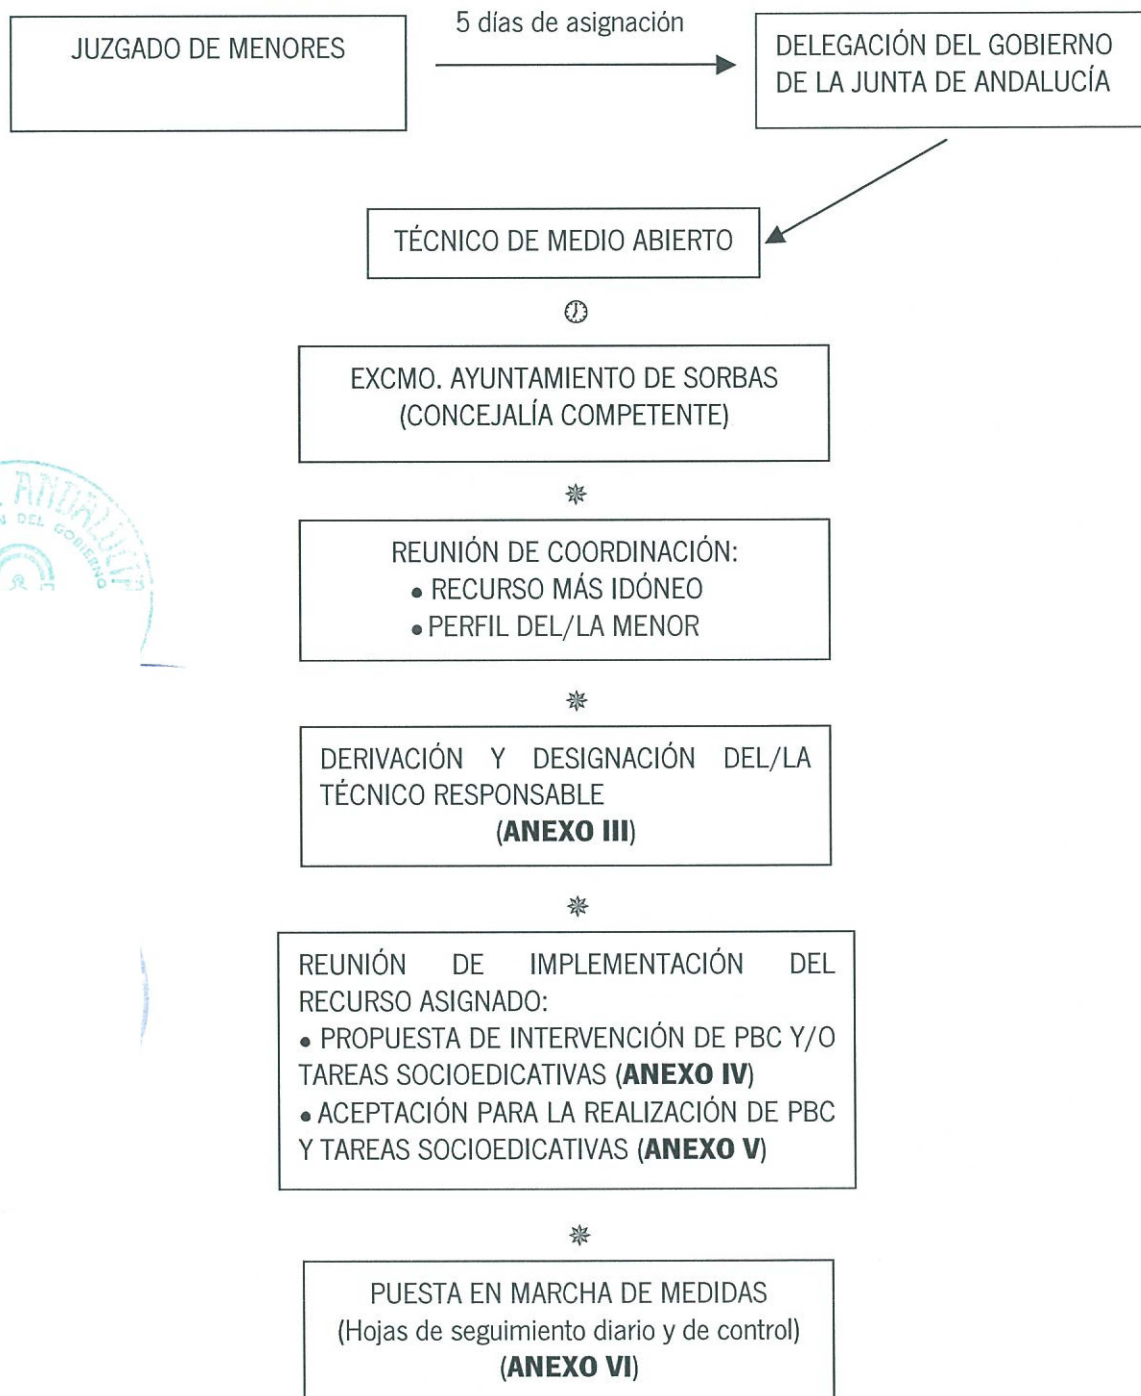 5 días de asignación
JUZGADO DE MENORES
DELEGACIÓN DEL GOBIERNO
DE LA JUNTA DE ANDALUCÍA
TÉCNICO DE MEDIO ABIERTO
EXCMO. AYUNTAMIENTO DE SORBAS
(CONCEJALÍA COMPETENTE)
ANDALUCIA
DEL GOBIERNO
REUNIÓN DE COORDINACIÓN:
• RECURSO MÁS IDÓNEO
• PERFIL DEL/LA MENOR
DERIVACIÓN Y DESIGNACIÓN DEL/LA
TÉCNICO RESPONSABLE
(ANEXO III)
REUNIÓN DE IMPLEMENTACIÓN DEL
RECURSO ASIGNADO:
• PROPUESTA DE INTERVENCIÓN DE PBC Y/O
TAREAS SOCIOEDICATIVAS (ANEXO IV)
• ACEPTACIÓN PARA LA REALIZACIÓN DE PBC
Y TAREAS SOCIOEDICATIVAS (ANEXO V)
PUESTA EN MARCHA DE MEDIDAS
(Hojas de seguimiento diario y de control)
(ANEXO VI)